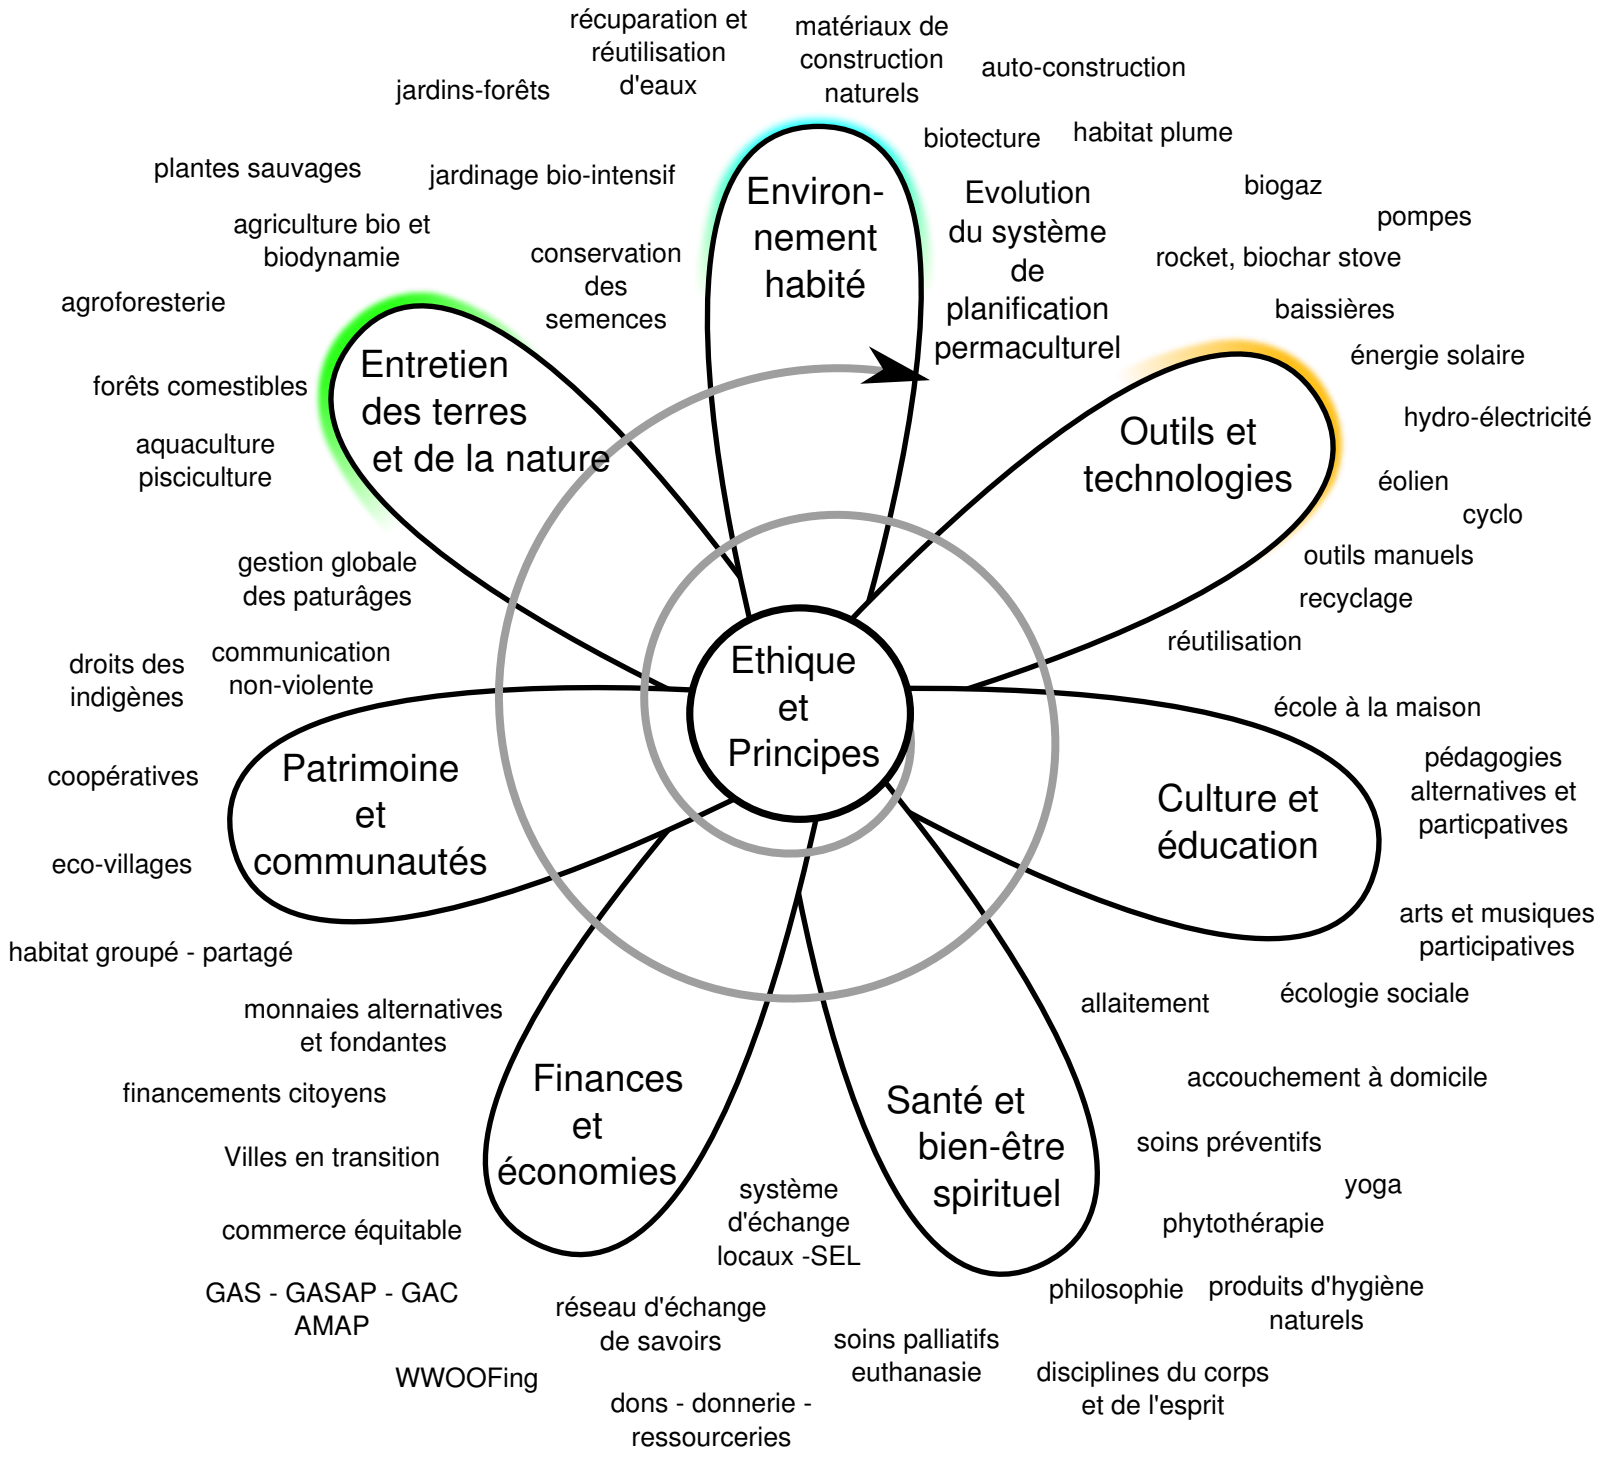 récuparation et
réutilisation
d'eaux
matériaux de
construction
naturels
auto-construction
jardins-forêts
biotecture
habitat plume
plantes sauvages
jardinage bio-intensif
Environ-
nement
habité
Evolution
du système
de
planification
permaculturel
biogaz
pompes
agriculture bio et
biodynamie
conservation
des
semences
rocket, biochar stove
agroforesterie
baissières
Entretien
des terres
et de la nature
énergie solaire
forêts comestibles
Outils et
technologies
hydro-électricité
aquaculture
pisciculture
éolien
cyclo
outils manuels
gestion globale
des paturâges
recyclage
réutilisation
droits des
indigènes
communication
non-violente
Ethique
et
Principes
école à la maison
Patrimoine
et
communautés
coopératives
Culture et
éducation
pédagogies
alternatives et
particpatives
eco-villages
arts et musiques
participatives
habitat groupé - partagé
monnaies alternatives
et fondantes
allaitement
écologie sociale
financements citoyens
Finances
et
économies
Santé et
bien-être
spirituel
accouchement à domicile
Villes en transition
soins préventifs
yoga
commerce équitable
système
d'échange
locaux -SEL
phytothérapie
GAS - GASAP - GAC
AMAP
réseau d'échange
de savoirs
philosophie
produits d'hygiène
naturels
soins palliatifs
euthanasie
WWOOFing
disciplines du corps
et de l'esprit
dons - donnerie -
ressourceries